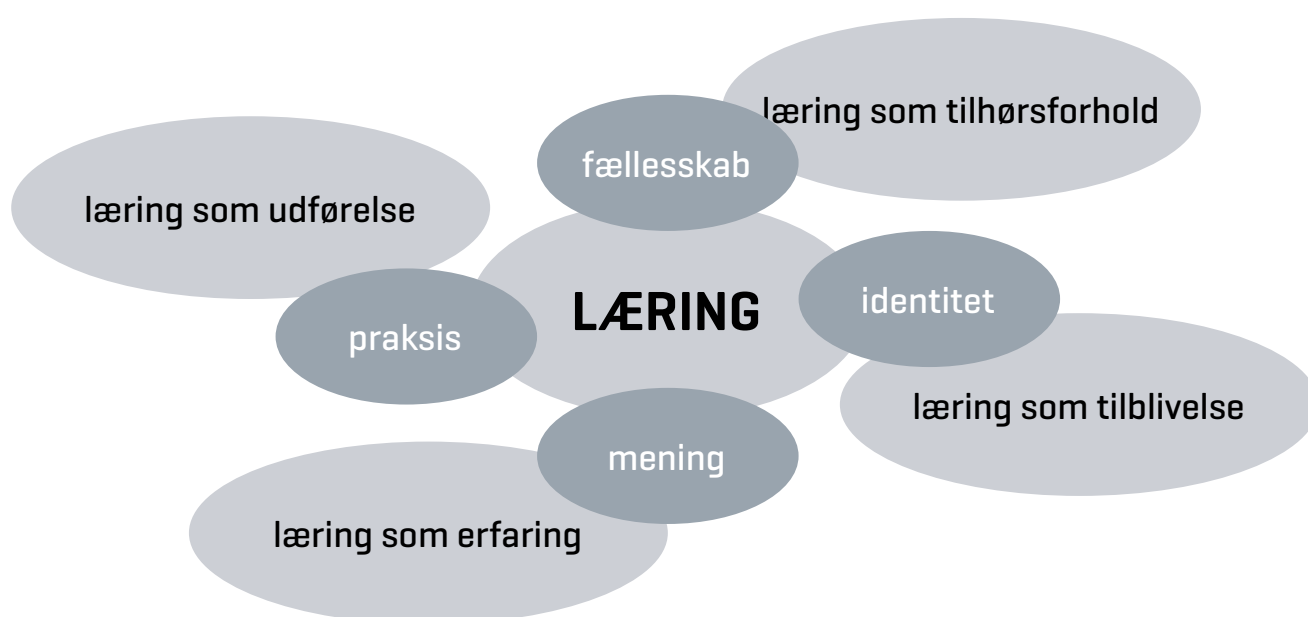 læring som tilhørsforhold
fællesskab
læring som udførelse
LÆRING
identitet
praksis
læring som tilblivelse
mening
læring som erfaring